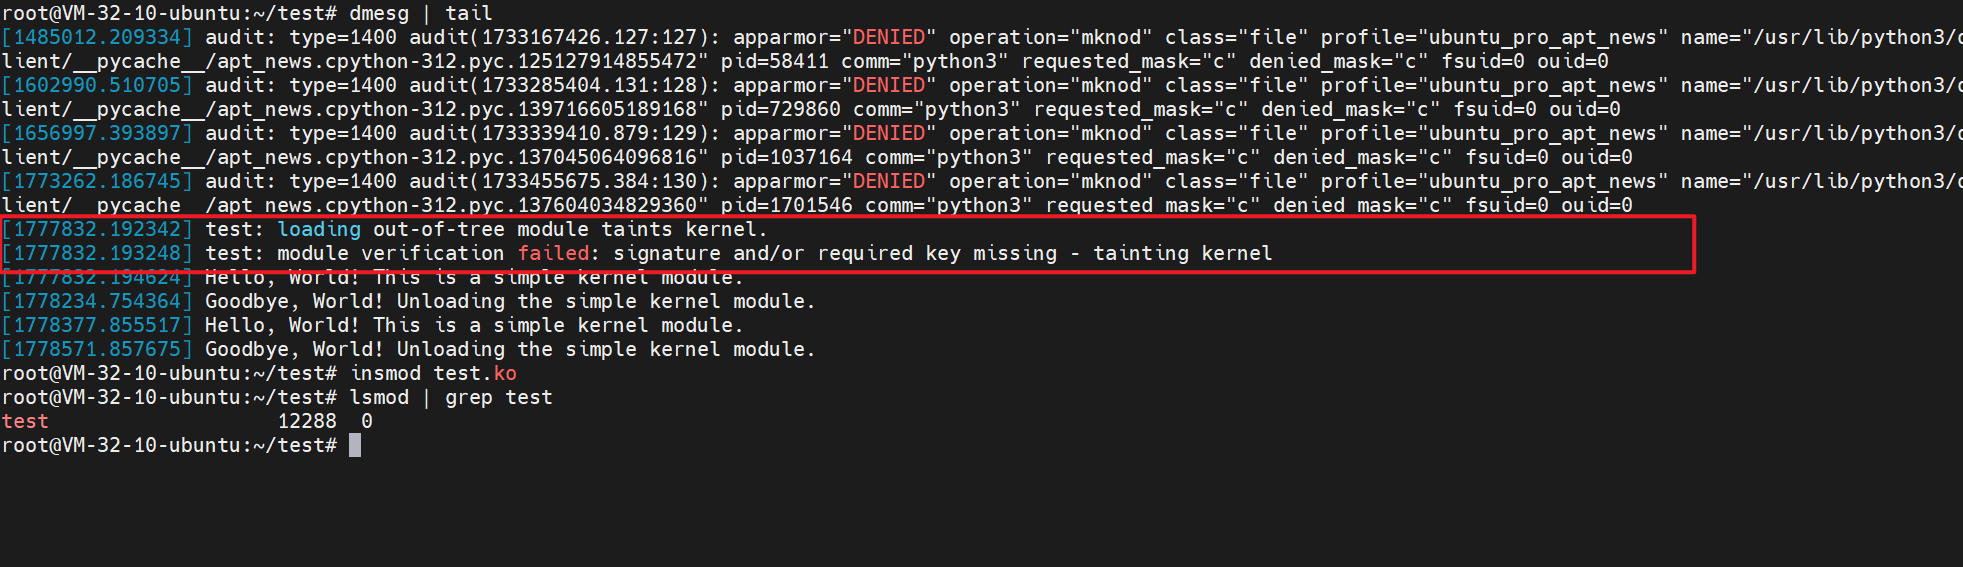 root@VM-32-10-ubuntu:~/test# dmesg | tail
[1485012.209334] audit: type=1400 audit(1733167426.127:127): apparmor="DENIED" operation="mknod" class="file" profile="ubuntu_pro_apt_news" name="/usr/lib/python3/
lient/__pycache__/apt_news.cpython-312.pyc.125127914855472" pid=58411 comm="python3" requested_mask="c" denied_mask="c" fsuid=0 ouid=0
[1602990.510705] audit: type=1400 audit(1733285404.131:128): apparmor="DENIED" operation="mknod" class="file" profile="ubuntu_pro_apt_news" name="/usr/lib/python3/
lient/__pycache__/apt_news.cpython-312.pyc.139716605189168" pid=729860 comm="python3" requested_mask="c" denied_mask="c" fsuid=0 ouid=0
[1656997.393897] audit: type=1400 audit(1733339410.879:129): apparmor="DENIED" operation="mknod" class="file" profile="ubuntu_pro_apt_news" name="/usr/lib/python3/
lient/__pycache__/apt_news.cpython-312.pyc.137045064096816" pid=1037164 comm="python3" requested_mask="c" denied_mask="c" fsuid=0 ouid=0
[1773262.186745] audit: type=1400 audit(1733455675.384:130): apparmor="DENIED" operation="mknod" class="file" profile="ubuntu_pro_apt_news" name="/usr/lib/python3/
lient/__pycache__/apt_news.cpython-312.pyc.137604034829360" pid=1701546 comm="python3" requested_mask="c" denied_mask="c" fsuid=0 ouid=0
[1777832.192342] test: loading out-of-tree module taints kernel.
[1777832.193248] test: module verification failed: signature and/or required key missing - tainting kernel
[1777832.194624] Hello, World! This is a simple kernel module.
[1778234.754364] Goodbye, World! Unloading the simple kernel module.
[1778377.855517] Hello, World! This is a simple kernel module.
[1778571.857675] Goodbye, World! Unloading the simple kernel module.
root@VM-32-10-ubuntu:~/test# insmod test.ko
root@VM-32-10-ubuntu:~/test# lsmod | grep test
test                   12288  0
root@VM-32-10-ubuntu:~/test#